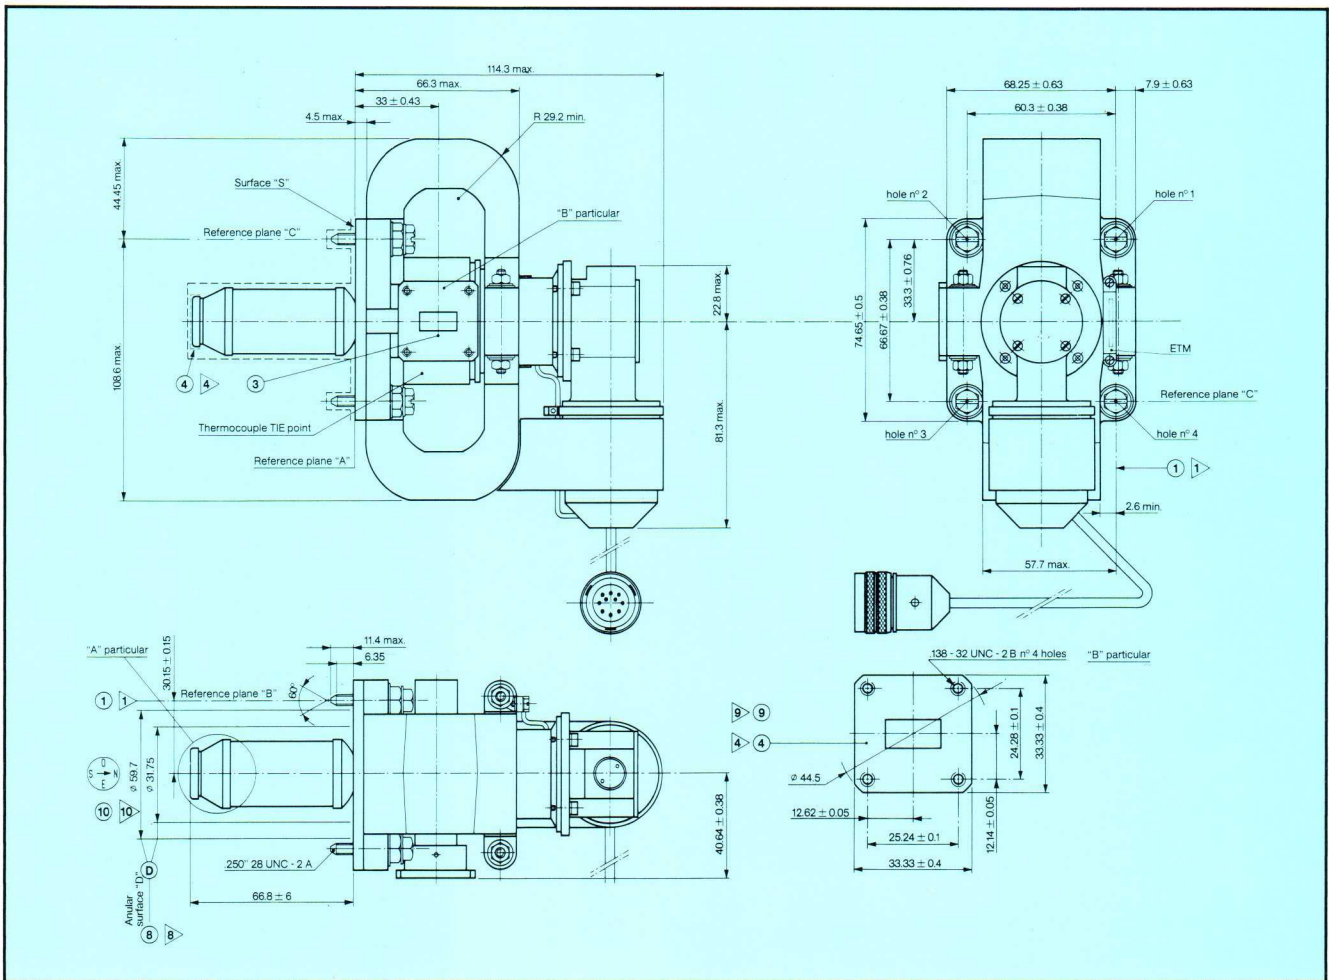 114.3 max.
66.3 max.
33 ± 0.43
4.5 max.
R 29.2 min.
44.45 max.
Surface "S"
"B" particular
Reference plane "C"
108.6 max.
22.8 max.
81.3 max.
4
4
3
Thermocouple TIE point
Reference plane "A"
68.25 ± 0.63
7.9 ± 0.63
60.3 ± 0.38
hole n° 2
hole n° 1
74.65 ± 0.5
66.67 ± 0.38
33.3 ± 0.76
ETM
Reference plane "C"
hole n° 3
hole n° 4
1
1
2.6 min.
57.7 max.
"A" particular
30.15 ± 0.15
11.4 max.
6.35
1
1
Reference plane "B"
60°
S
N
E
ø 59.7
ø 31.75
10
10
.250" 28 UNC - 2 A
D
66.8 ± 6
Anular
surface "D"
8
8
40.64 ± 0.38
.138 - 32 UNC - 2 B n° 4 holes
"B" particular
9
9
4
4
ø 44.5
24.28 ± 0.1
33.33 ± 0.4
12.14 ± 0.05
12.62 ± 0.05
25.24 ± 0.1
33.33 ± 0.4